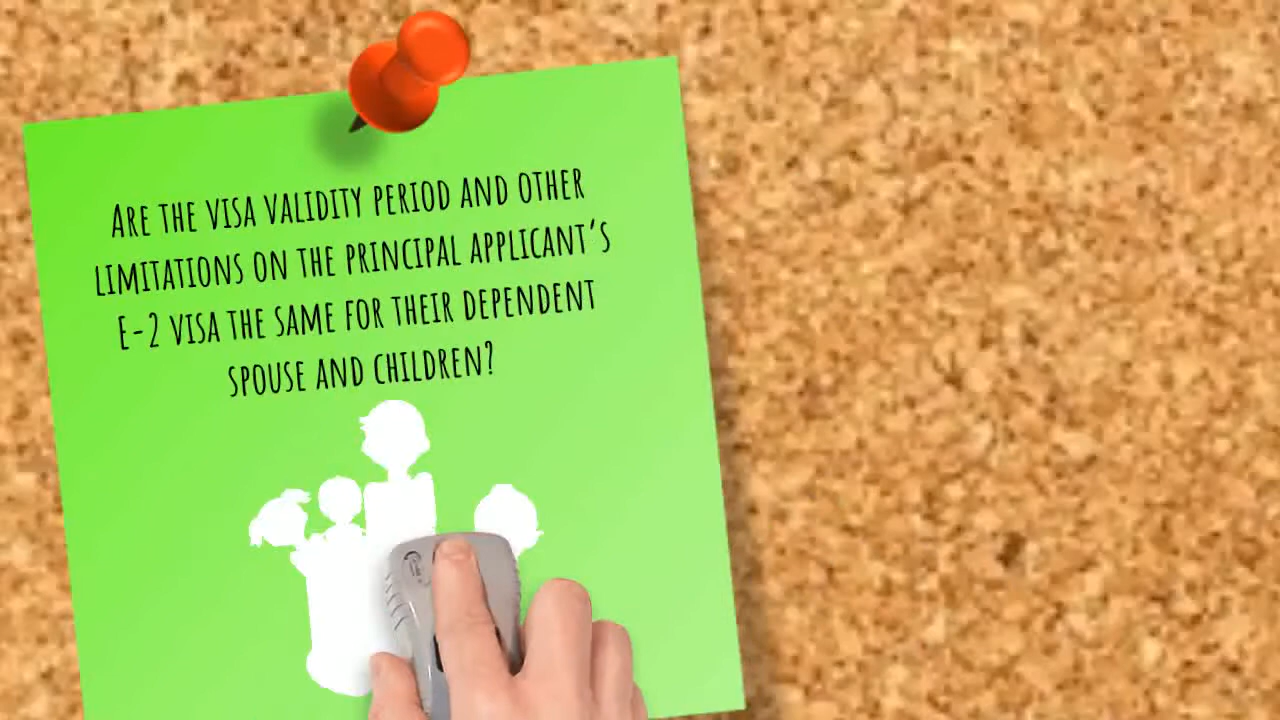 Are the visa validity period and other
limitations on the principal applicant's
E-2 visa the same for their dependent
spouse and children?